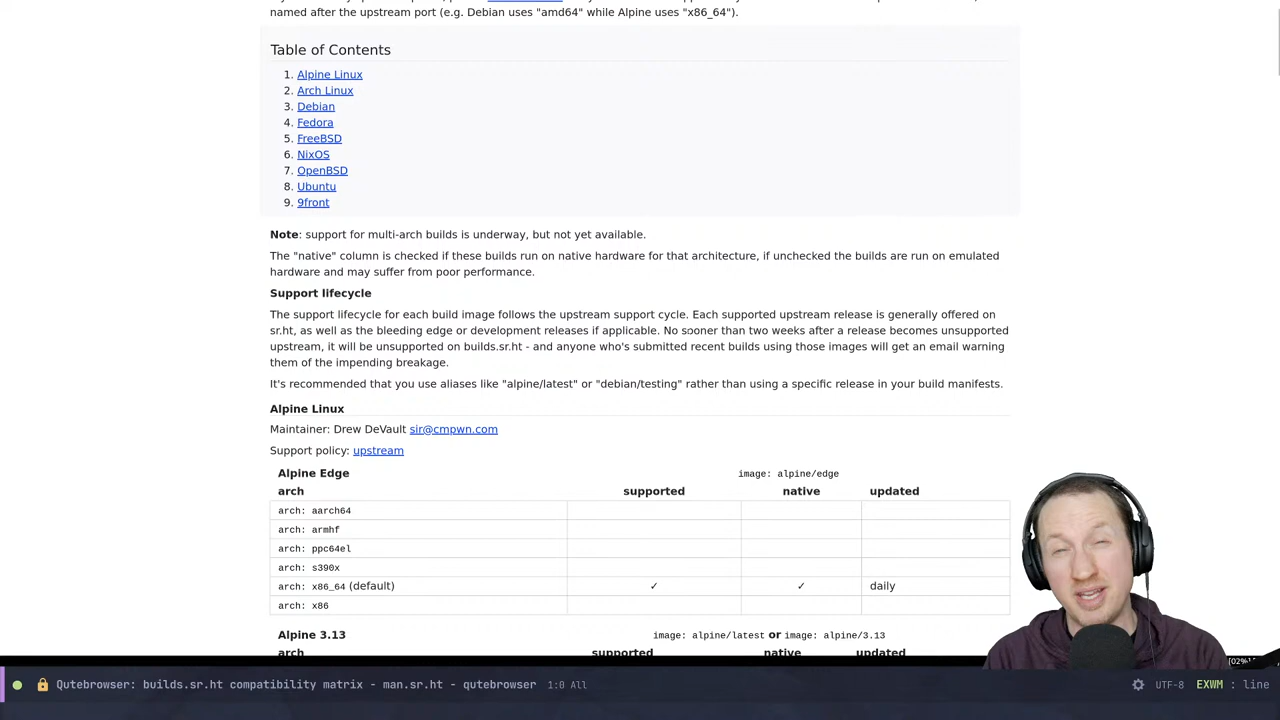 named after the upstream port (e.g. Debian uses "amd64" while Alpine uses "x86_64").
Table of Contents
1. Alpine Linux
2. Arch Linux
3. Debian
4. Fedora
5. FreeBSD
6. NixOS
7. OpenBSD
8. Ubuntu
9. 9front
Note: support for multi-arch builds is underway, but not yet available.
The "native" column is checked if these builds run on native hardware for that architecture, if unchecked the builds are run on emulated
hardware and may suffer from poor performance.
Support lifecycle
The support lifecycle for each build image follows the upstream support cycle. Each supported upstream release is generally offered on
sr.ht, as well as the bleeding edge or development releases if applicable. No sooner than two weeks after a release becomes unsupported
upstream, it will be unsupported on builds.sr.ht - and anyone who's submitted recent builds using those images will get an email warning
them of the impending breakage.
It's recommended that you use aliases like "alpine/latest" or "debian/testing" rather than using a specific release in your build manifests.
Alpine Linux
Maintainer: Drew DeVault sir@cmpwn.com
Support policy: upstream
Alpine Edge image: alpine/edge
arch supported native updated
arch: aarch64
arch: armhf
arch: ppc64el
arch: s390x
arch: x86_64 (default) ✓ ✓ daily
arch: x86
Alpine 3.13 image: alpine/latest or image: alpine/3.13
arch supported native updated
[02%]
Qutebrowser: builds.sr.ht compatibility matrix - man.sr.ht - qutebrowser 1:0 All UTF-8 EXWM : line